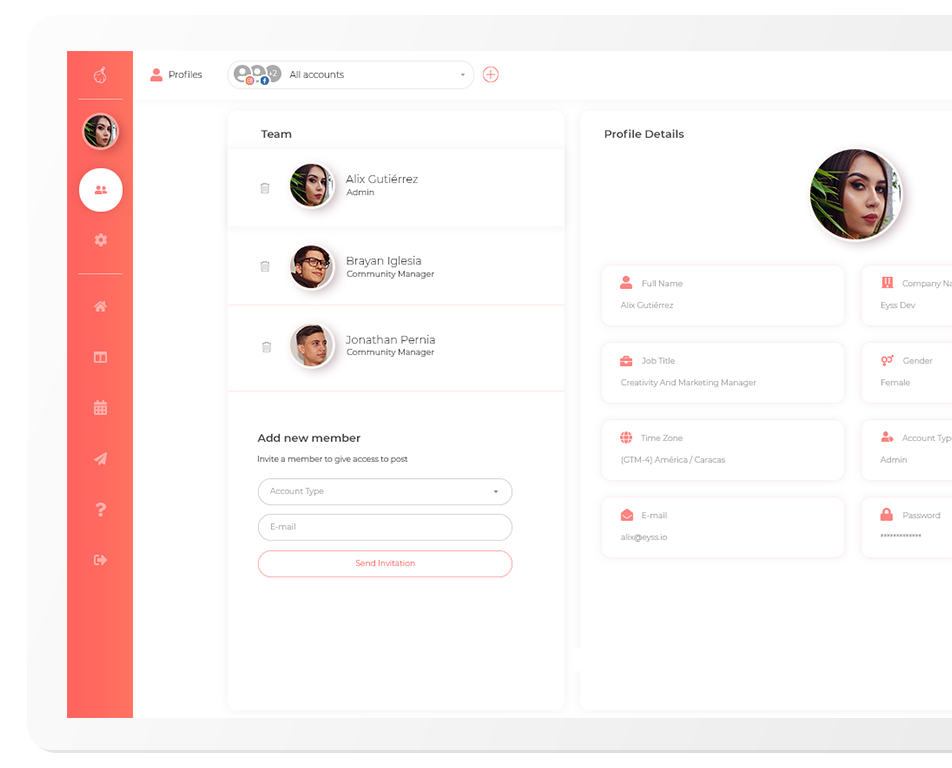 Profiles
+2
All accounts
Team
Alix Gutiérrez
Admin
Brayan Iglesia
Community Manager
Jonathan Pernia
Community Manager
Add new member
Invite a member to give access to post
Account Type
E-mail
Send Invitation
Profile Details
Full Name
Alix Gutiérrez
Company Na
Eyss Dev
Job Title
Creativity And Marketing Manager
Gender
Female
Time Zone
(GTM-4) América / Caracas
Account Typ
Admin
E-mail
alix@eyss.io
Password
*************